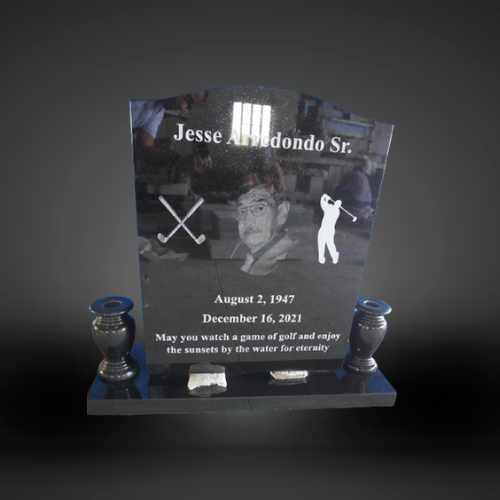 Jesse Arredondo Sr.
August 2, 1947
December 16, 2021
May you watch a game of golf and enjoy
the sunsets by the water for eternity